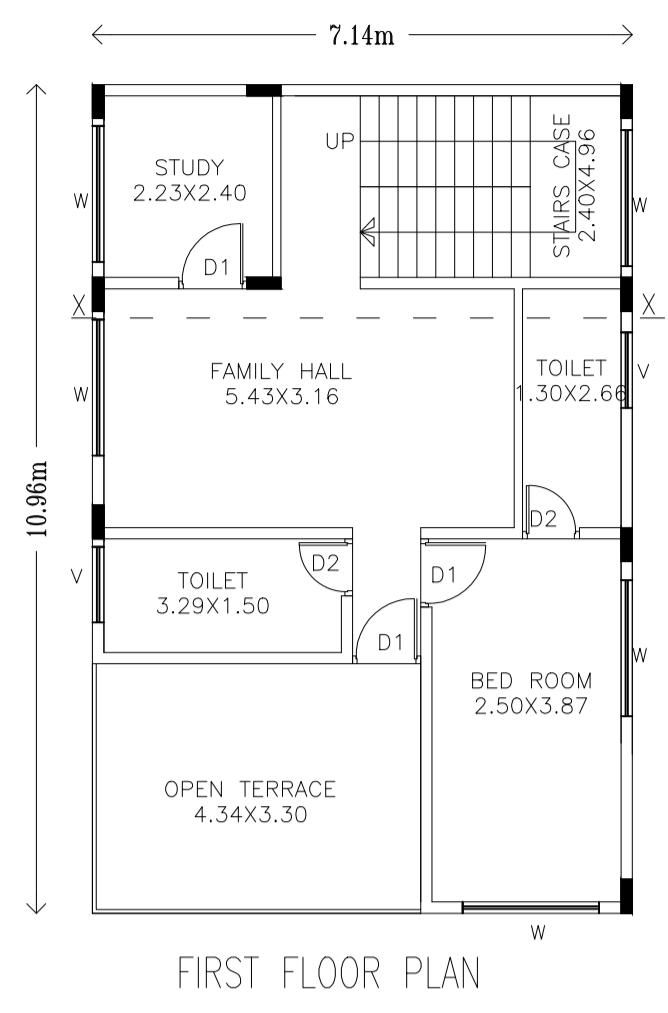 7.14m
UP
STAIRS CASE
2.40X4.96
STUDY
2.23X2.40
W
W
D1
X
X
FAMILY HALL
5.43X3.16
TOILET
1.30X2.66
V
W
10.96m
D2
D2
D1
V
TOILET
3.29X1.50
D1
W
BED ROOM
2.50X3.87
OPEN TERRACE
4.34X3.30
W
FIRST FLOOR PLAN